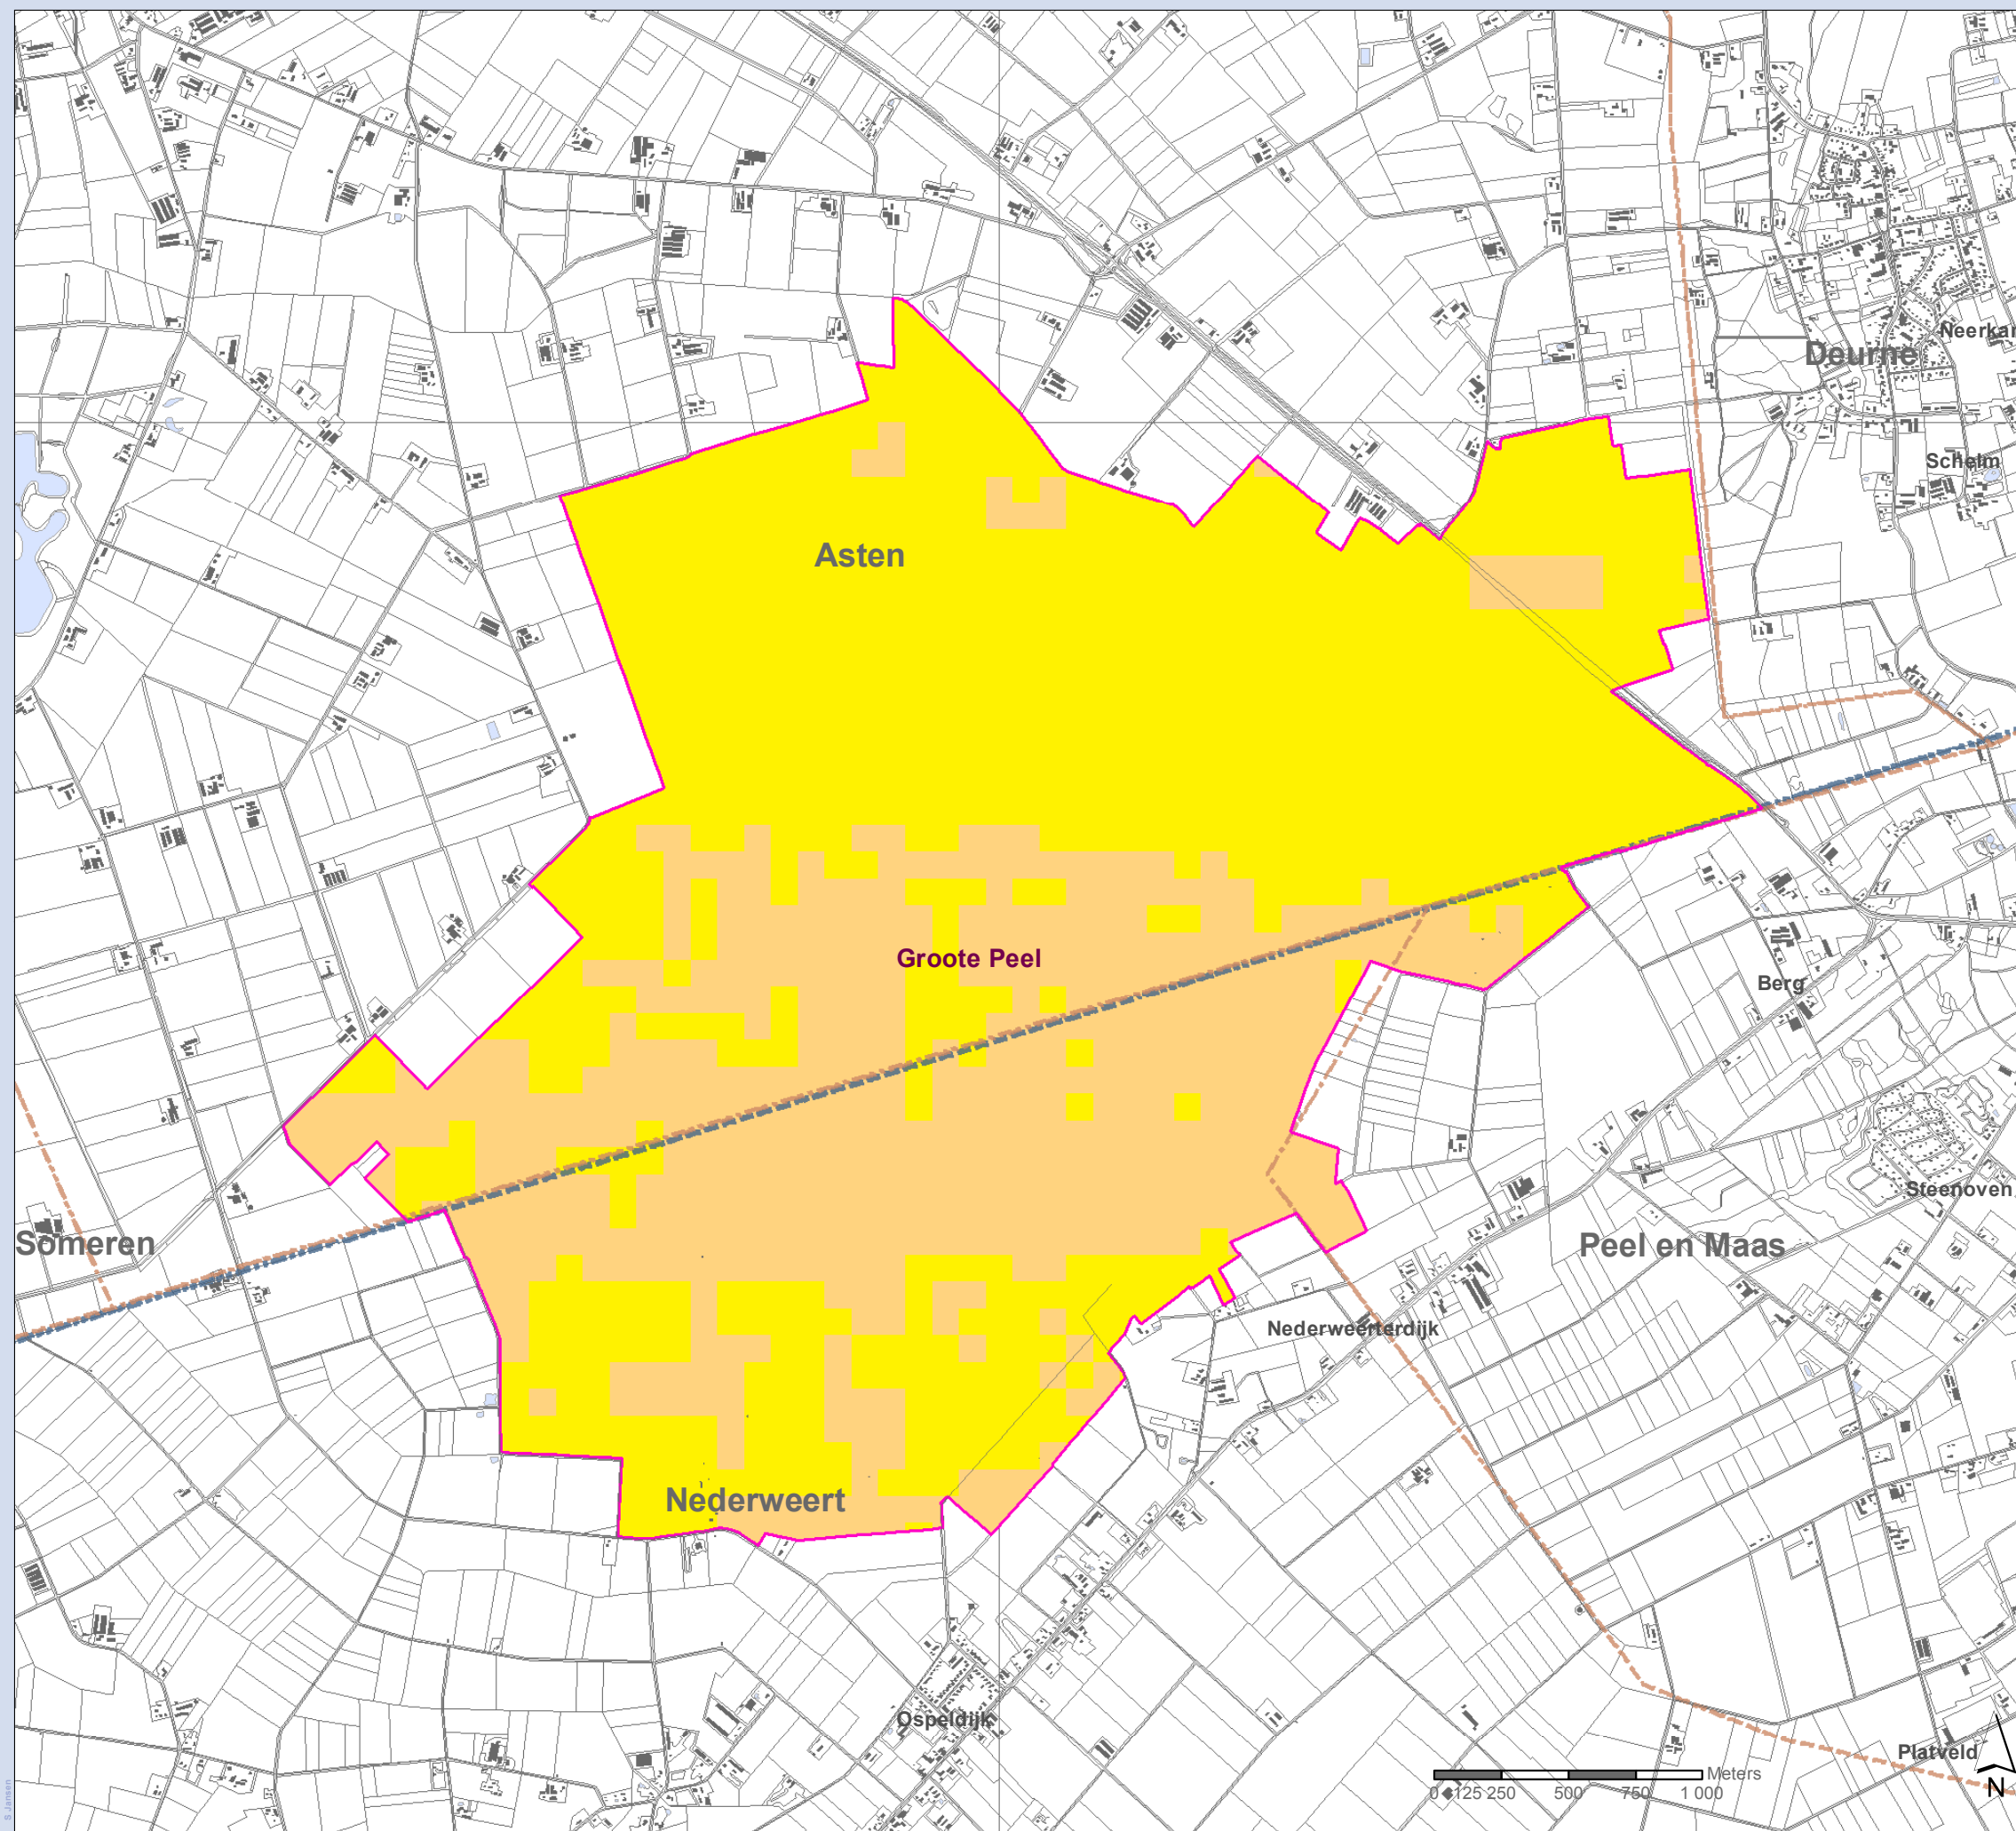 Neerkan
Deurne
Schelm
Asten
Groote Peel
Berg
Steenoven
Someren
Peel en Maas
Nederweerterdijk
Nederweert
Ospeldijk
Platveld
Meters
0 125 250 500 750 1 000
N
S Jansen